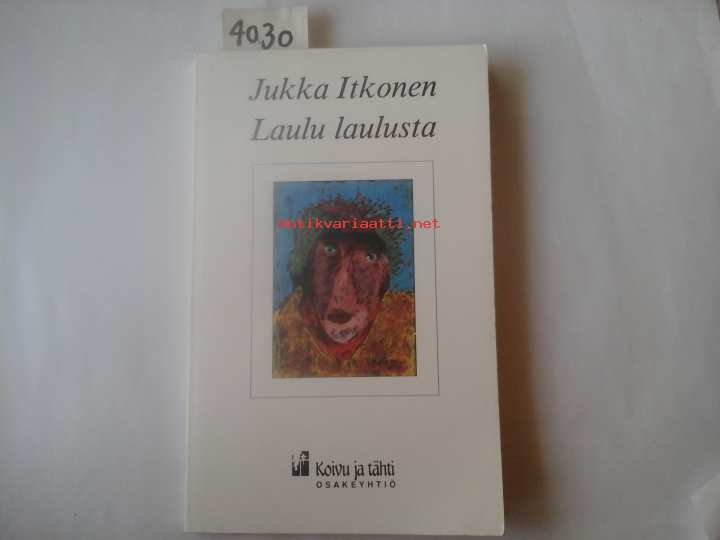 4030
Jukka Itkonen
Laulu laulusta
antikvariaatti.net
Koivu ja tähti
OSAKEYHTIÖ